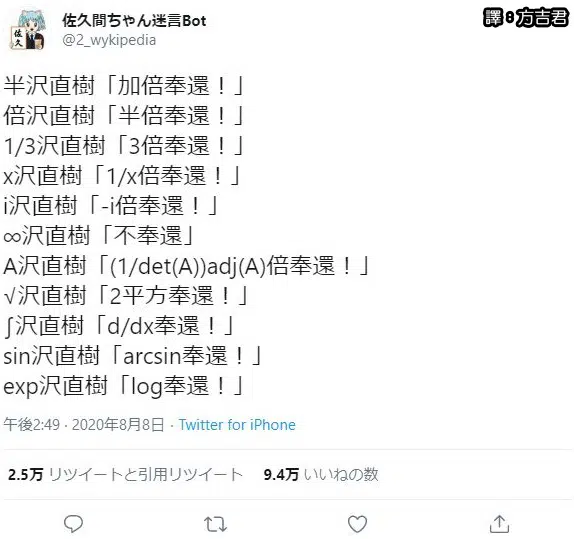 佐久間ちゃん迷言Bot
譯：方吉君
@2_wykipedia
佐久
半沢直樹「加倍奉還！」
倍沢直樹「半倍奉還！」
1/3沢直樹「3倍奉還！」
x沢直樹「1/x倍奉還！」
i沢直樹「-i倍奉還！」
∞沢直樹「不奉還」
A沢直樹「(1/det(A))adj(A)倍奉還！」
√沢直樹「2平方奉還！」
∫沢直樹「d/dx奉還！」
sin沢直樹「arcsin奉還！」
exp沢直樹「log奉還！」
午後2:49 · 2020年8月8日 · Twitter for iPhone
2.5万 リツイートと引用リツイート 9.4万 いいねの数